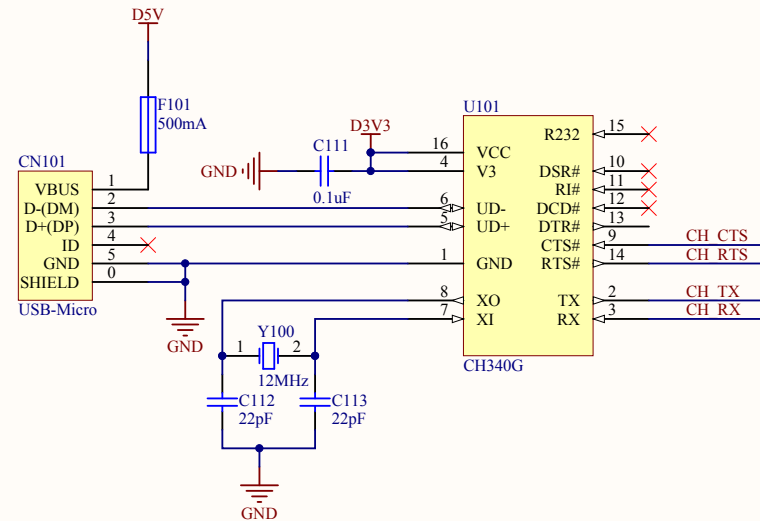 D5V
F101
500mA
U101
D3V3
C111
GND
0.1uF
CN101
VBUS 1
D-(DM) 2
D+(DP) 3
ID 4
GND 5
SHIELD 0
USB-Micro
GND
16 VCC
4 V3
6 UD-
5 UD+
1 GND
8 XO
7 XI
R232 15
DSR# 10
RI# 11
DCD# 12
DTR# 13
CTS# 9 CH_CTS
RTS# 14 CH_RTS
TX 2 CH_TX
RX 3 CH_RX
CH340G
Y100
1 2
12MHz
C112
22pF
C113
22pF
GND